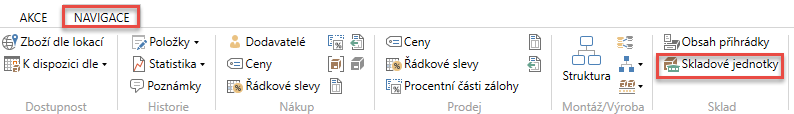 AKCE NAVIGACE
Zboží dle lokací Položky Dodavatelé Ceny Obsah přihrádky
K dispozici dle Statistika Ceny Řádkové slevy Struktura Skladové jednotky
Poznámky Řádkové slevy Procentní části zálohy
Dostupnost Historie Nákup Prodej Montáž/Výroba Sklad